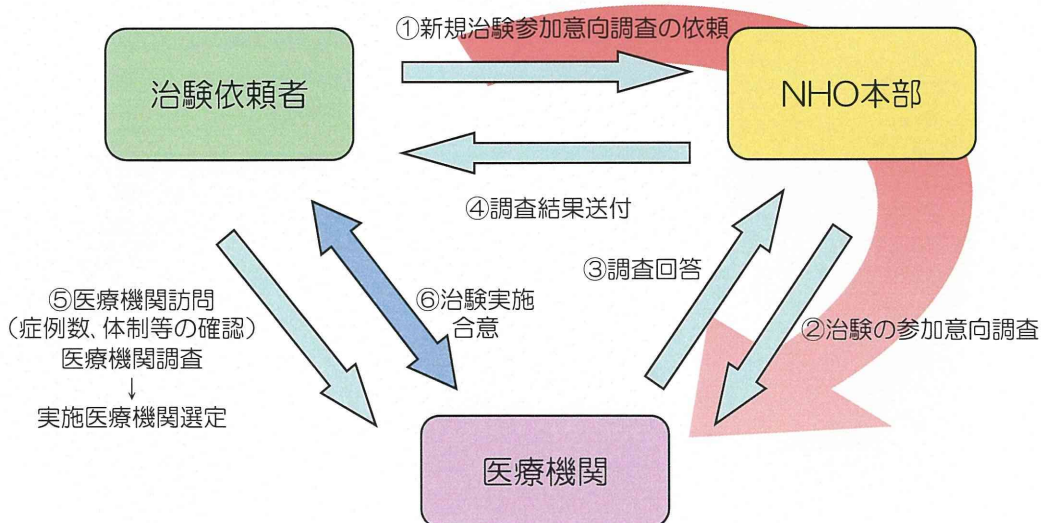 ①新規治験参加意向調査の依頼
治験依頼者
NHO本部
④調査結果送付
③調査回答
⑤医療機関訪問
（症例数、体制等の確認）
医療機関調査
↓
実施医療機関選定
⑥治験実施
合意
②治験の参加意向調査
医療機関